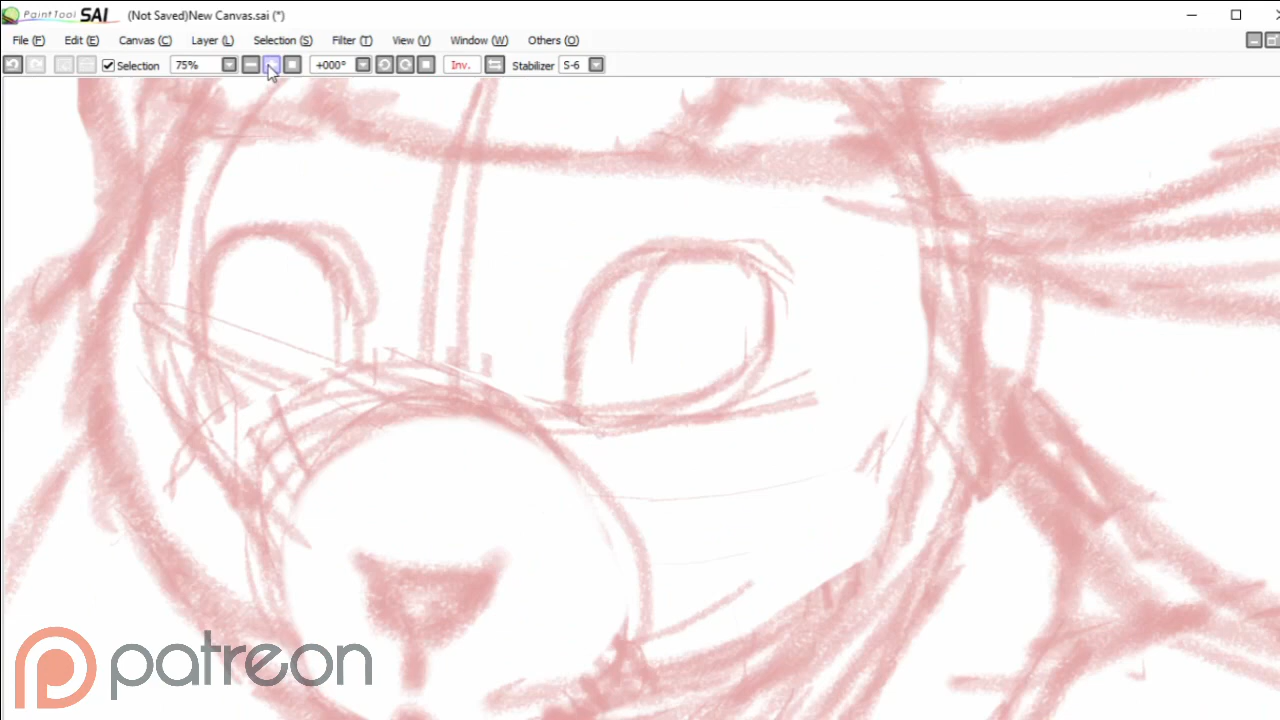 PaintTool SAI (Not Saved)New Canvas.sai (*)
File (F) Edit (E) Canvas (C) Layer (L) Selection (S) Filter (T) View (V) Window (W) Others (O)
Selection 75% +000° Inv. Stabilizer S-6
patreon